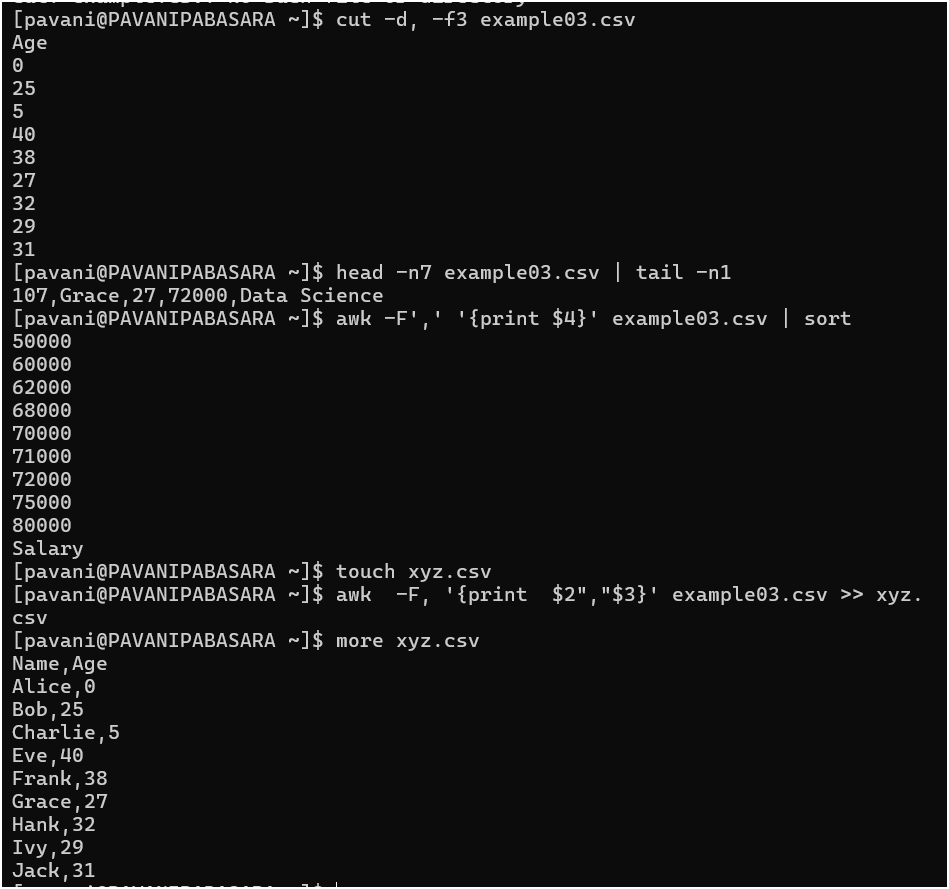 [pavani@PAVANIPABASARA ~]$ cut -d, -f3 example03.csv
Age
0
25
5
40
38
27
32
29
31
[pavani@PAVANIPABASARA ~]$ head -n7 example03.csv | tail -n1
107,Grace,27,72000,Data Science
[pavani@PAVANIPABASARA ~]$ awk -F',' '{print $4}' example03.csv | sort
50000
60000
62000
68000
70000
71000
72000
75000
80000
Salary
[pavani@PAVANIPABASARA ~]$ touch xyz.csv
[pavani@PAVANIPABASARA ~]$ awk  -F, '{print  $2","$3}' example03.csv >> xyz.
csv
[pavani@PAVANIPABASARA ~]$ more xyz.csv
Name,Age
Alice,0
Bob,25
Charlie,5
Eve,40
Frank,38
Grace,27
Hank,32
Ivy,29
Jack,31